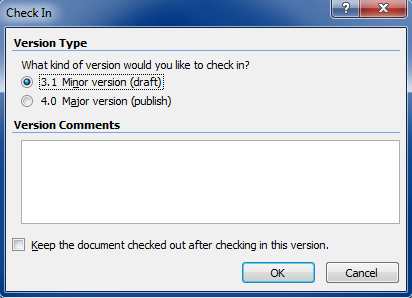 Check In
Version Type
What kind of version would you like to check in?
3.1 Minor version (draft)
4.0 Major version (publish)
Version Comments
Keep the document checked out after checking in this version.
OK Cancel